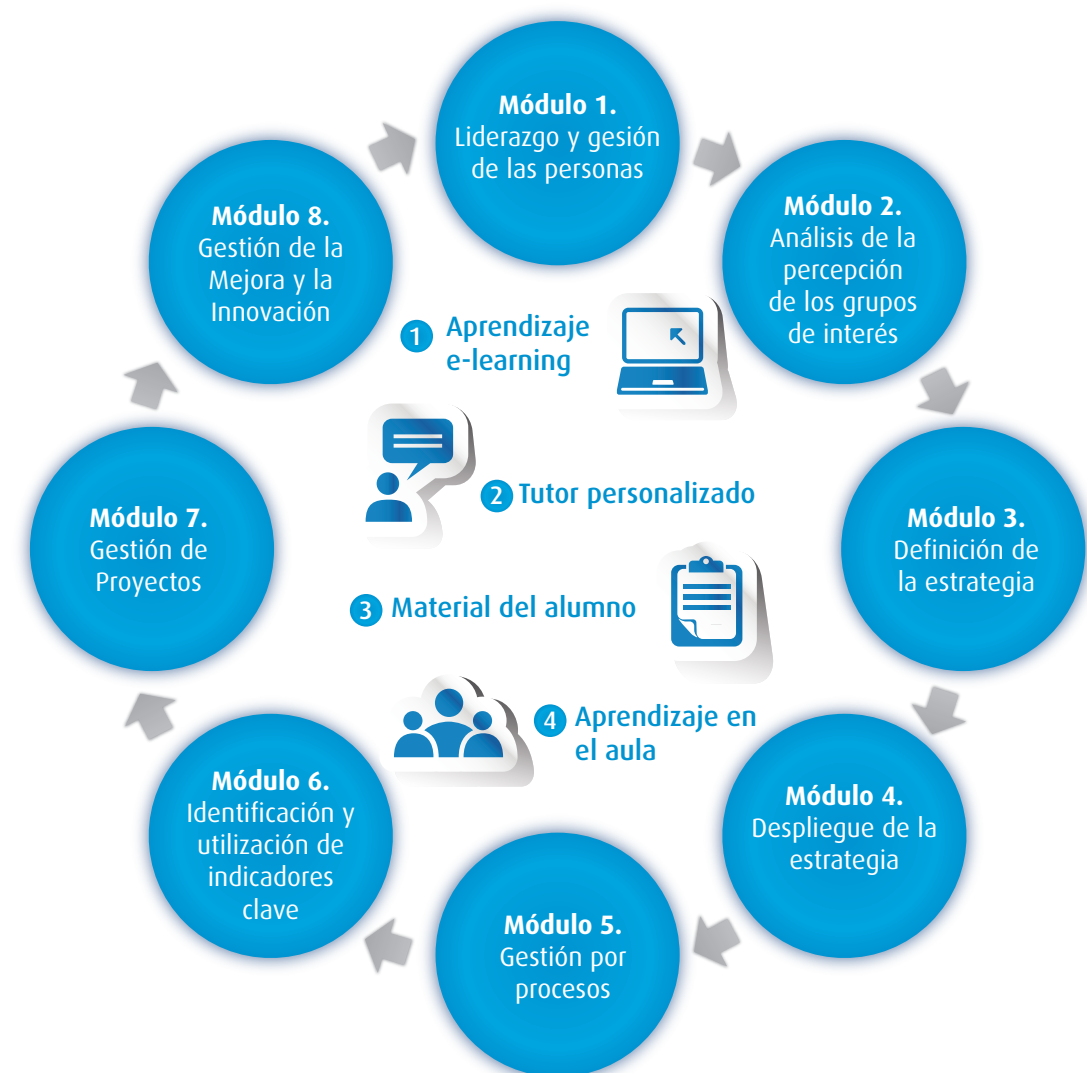 Módulo 1.
Liderazgo y gesión
de las personas
Módulo 2.
Análisis de la
percepción
de los grupos
de interés
Módulo 3.
Definición de
la estrategia
Módulo 4.
Despliegue de la
estrategia
Módulo 5.
Gestión por
procesos
Módulo 6.
Identificación y
utilización de
indicadores
clave
Módulo 7.
Gestión de
Proyectos
Módulo 8.
Gestión de la
Mejora y la
Innovación
1 Aprendizaje
e-learning
2 Tutor personalizado
3 Material del alumno
4 Aprendizaje en
el aula